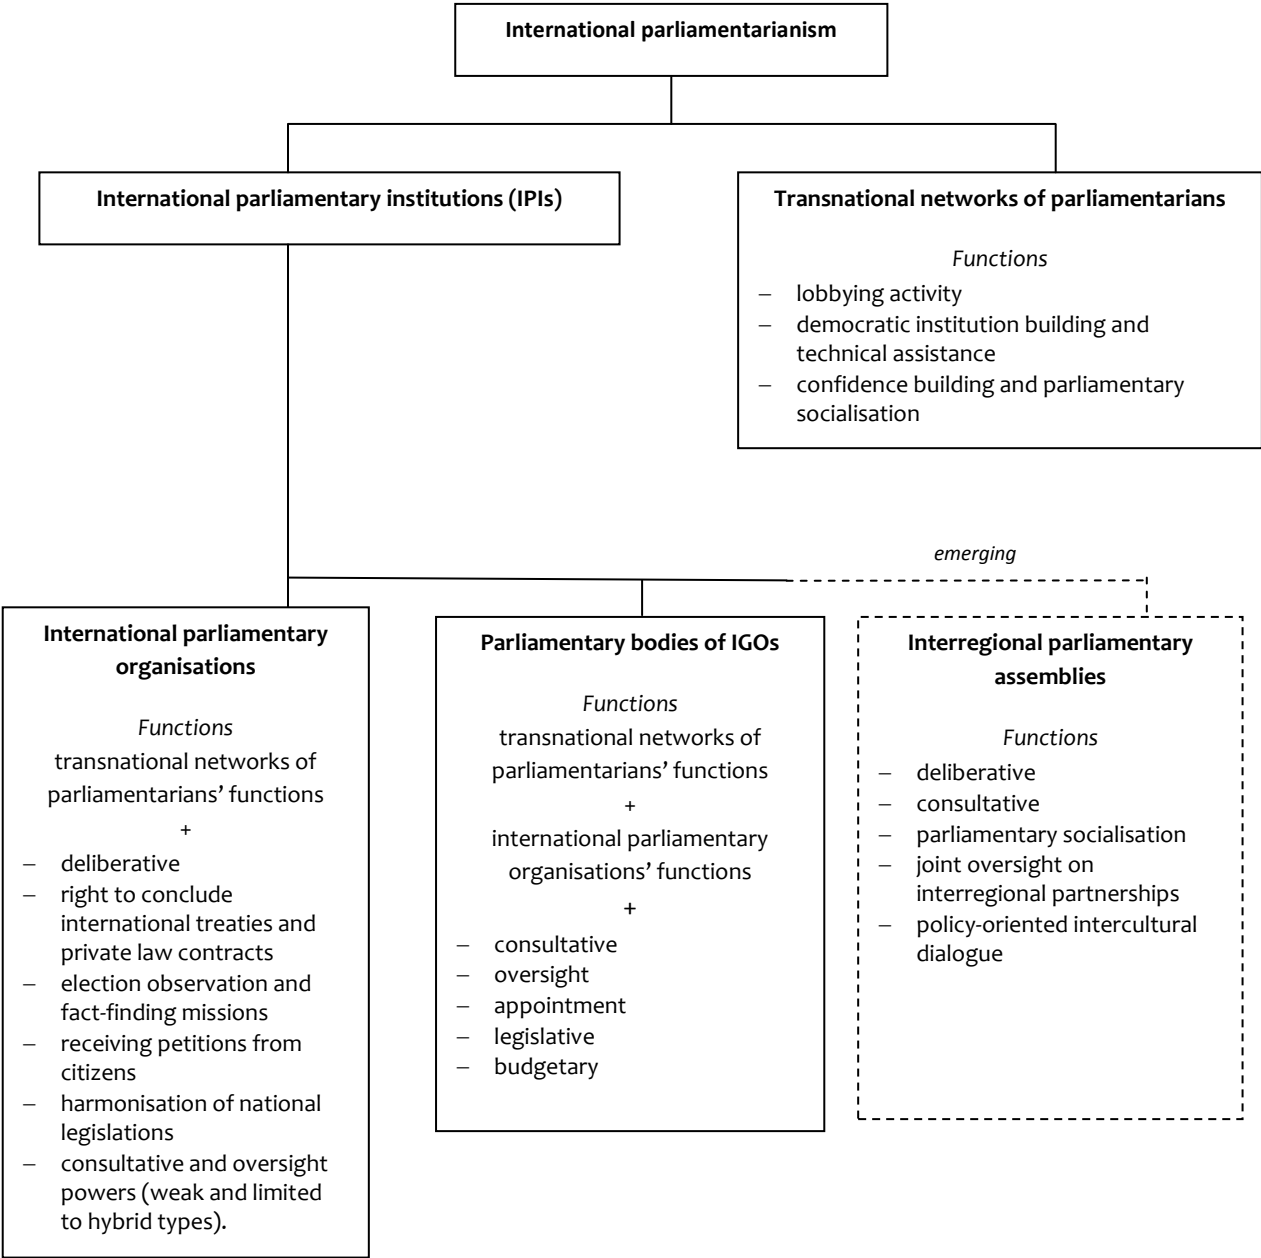 International parliamentarianism
International parliamentary institutions (IPIs)
Transnational networks of parliamentarians
Functions
– lobbying activity
– democratic institution building and
technical assistance
– confidence building and parliamentary
socialisation
emerging
International parliamentary
organisations
Functions
transnational networks of
parliamentarians’ functions
+
– deliberative
– right to conclude
international treaties and
private law contracts
– election observation and
fact-finding missions
– receiving petitions from
citizens
– harmonisation of national
legislations
– consultative and oversight
powers (weak and limited
to hybrid types).
Parliamentary bodies of IGOs
Functions
transnational networks of
parliamentarians’ functions
+
international parliamentary
organisations’ functions
+
– consultative
– oversight
– appointment
– legislative
– budgetary
Interregional parliamentary
assemblies
Functions
– deliberative
– consultative
– parliamentary socialisation
– joint oversight on
interregional partnerships
– policy-oriented intercultural
dialogue